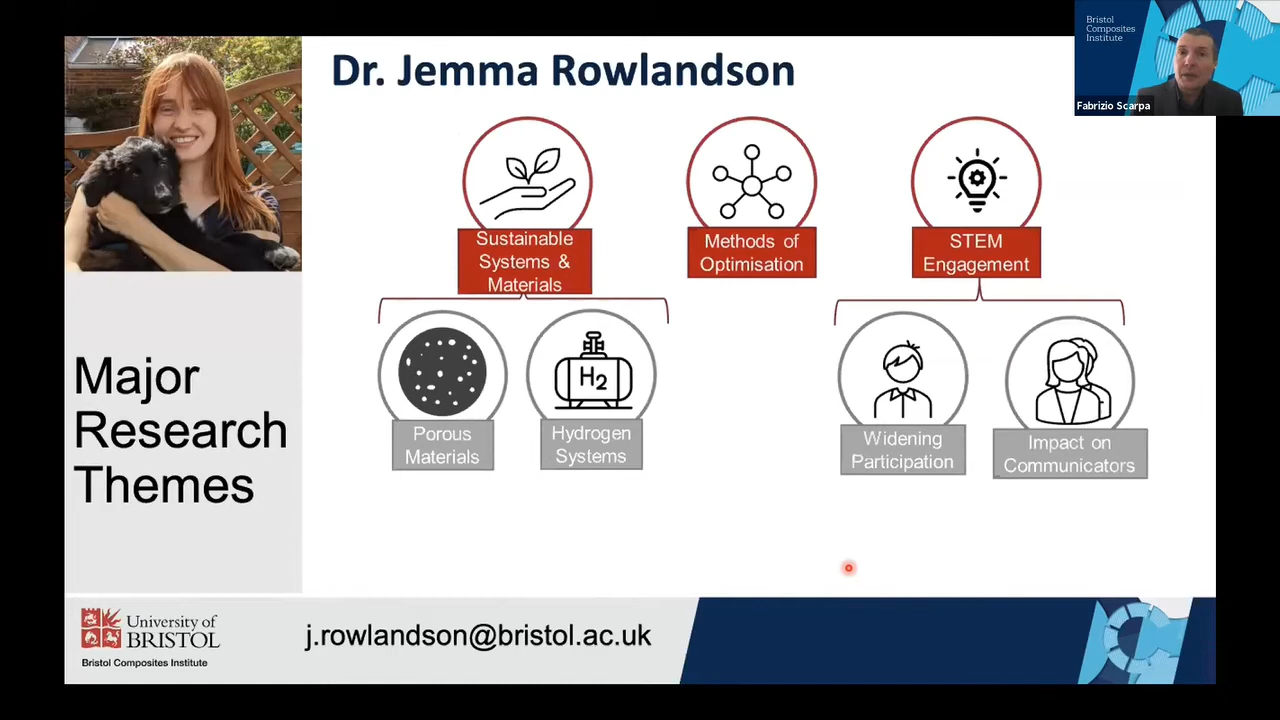 Dr. Jemma Rowlandson
Bristol
Composites
Institute
Fabrizio Scarpa
Sustainable
Systems &
Materials
Methods of
Optimisation
STEM
Engagement
H2
Porous
Materials
Hydrogen
Systems
Widening
Participation
Impact on
Communicators
Major
Research
Themes
University of
BRISTOL
Bristol Composites Institute
j.rowlandson@bristol.ac.uk